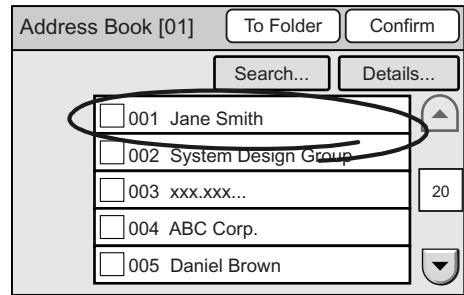 Address Book [01] To Folder Confirm
Search... Details...
001 Jane Smith
002 System Design Group
003 xxx.xxx...
20
004 ABC Corp.
005 Daniel Brown